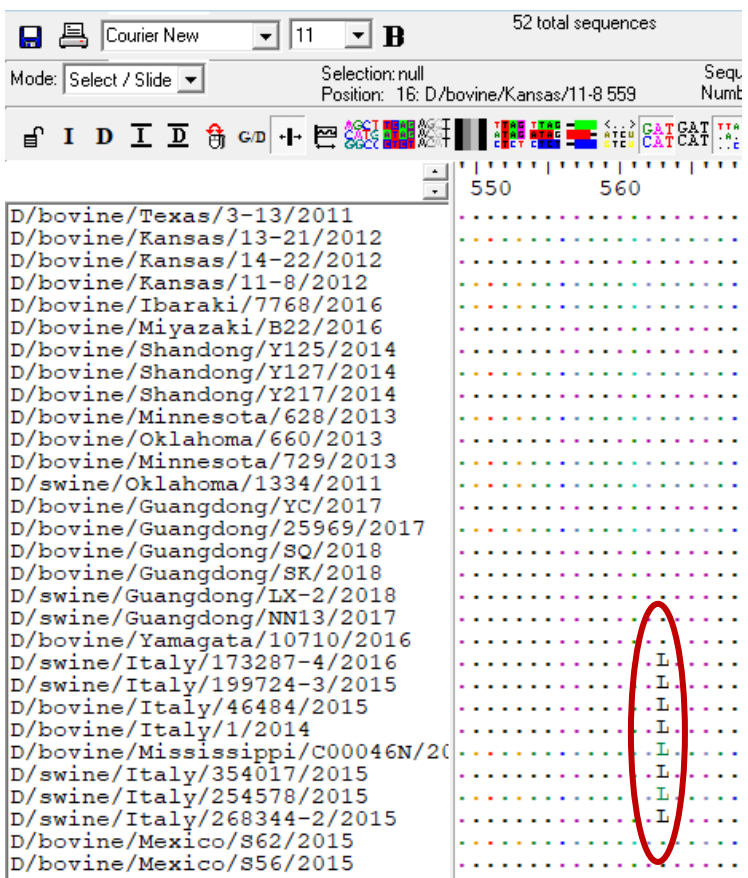 52 total sequences
Courier New 11 B
Mode: Select / Slide Selection: null Sequ
Position: 16: D/bovine/Kansas/11-8 559 Numb
I D I D G/D
550 560
D/bovine/Texas/3-13/2011
D/bovine/Kansas/13-21/2012
D/bovine/Kansas/14-22/2012
D/bovine/Kansas/11-8/2012
D/bovine/Ibaraki/7768/2016
D/bovine/Miyazaki/B22/2016
D/bovine/Shandong/Y125/2014
D/bovine/Shandong/Y127/2014
D/bovine/Shandong/Y217/2014
D/bovine/Minnesota/628/2013
D/bovine/Oklahoma/660/2013
D/bovine/Minnesota/729/2013
D/swine/Oklahoma/1334/2011
D/bovine/Guangdong/YC/2017
D/bovine/Guangdong/25969/2017
D/bovine/Guangdong/SQ/2018
D/bovine/Guangdong/SK/2018
D/swine/Guangdong/LX-2/2018
D/swine/Guangdong/NN13/2017
D/bovine/Yamagata/10710/2016
D/swine/Italy/173287-4/2016 L
D/swine/Italy/199724-3/2015 L
D/bovine/Italy/46484/2015 L
D/bovine/Italy/1/2014 L
D/bovine/Mississippi/C00046N/20 L
D/swine/Italy/354017/2015 L
D/swine/Italy/254578/2015 L
D/swine/Italy/268344-2/2015 L
D/bovine/Mexico/S62/2015
D/bovine/Mexico/S56/2015